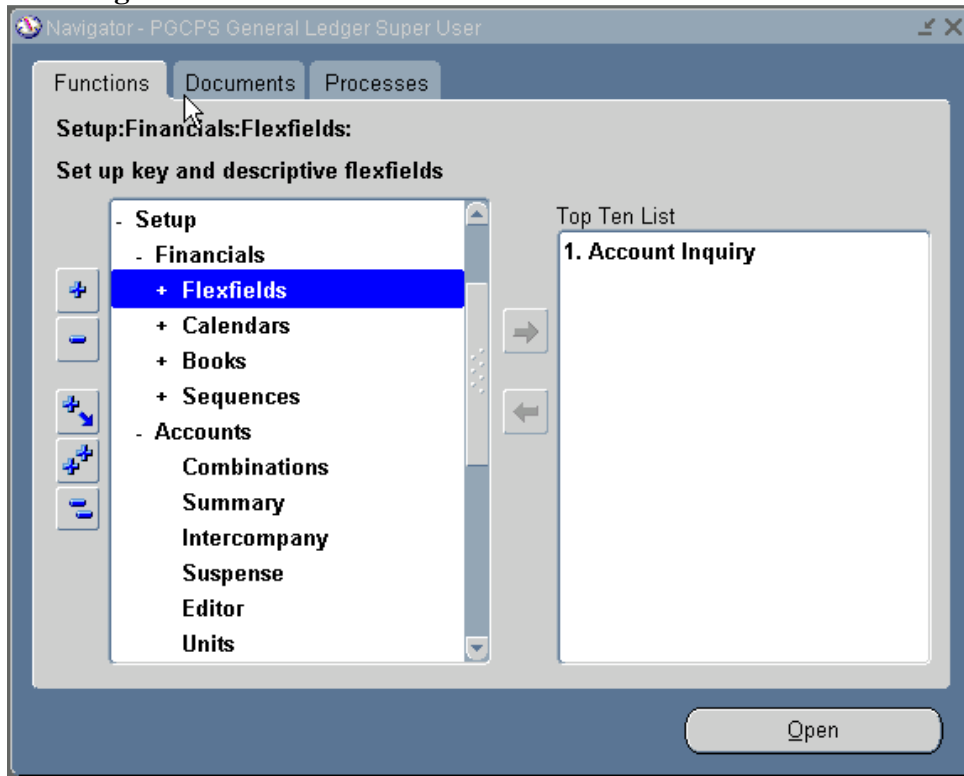 Navigator - PGCPS General Ledger Super User
Functions Documents Processes
Setup:Financials:Flexfields:
Set up key and descriptive flexfields
- Setup
- Financials
+ Flexfields
+ Calendars
+ Books
+ Sequences
- Accounts
Combinations
Summary
Intercompany
Suspense
Editor
Units
Top Ten List
1. Account Inquiry
Open